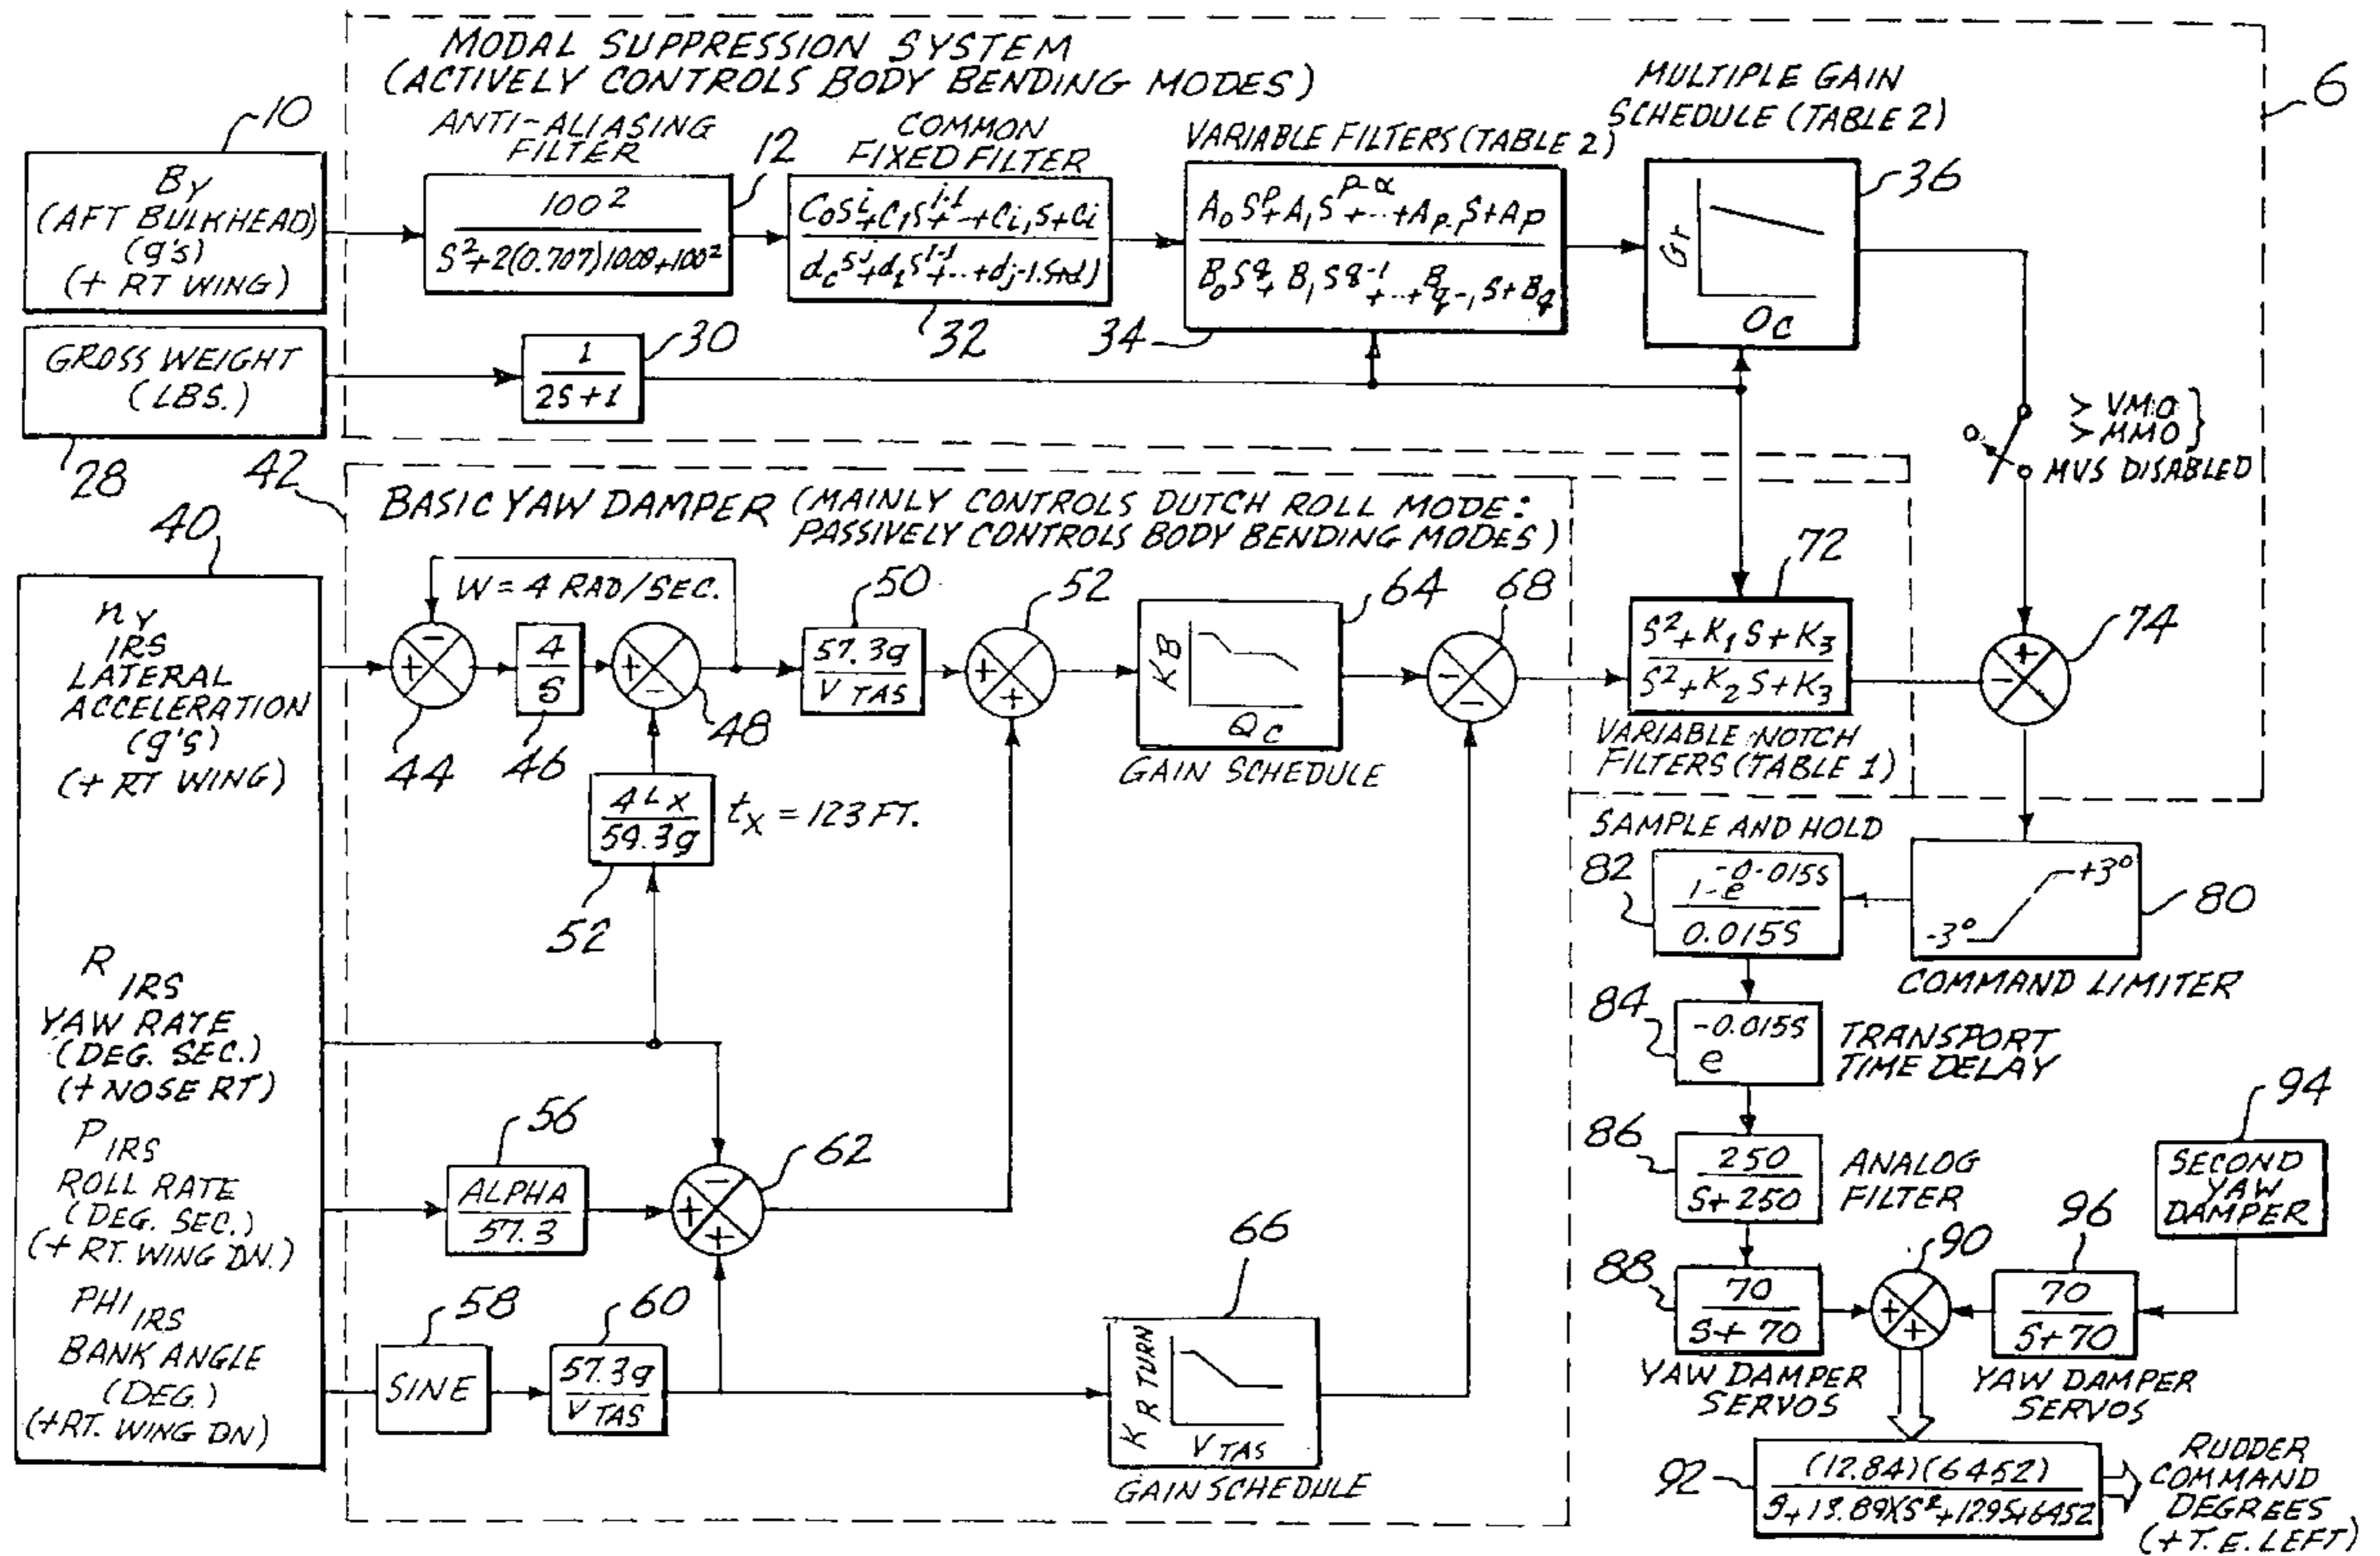 MODAL SUPPRESSION SYSTEM
(ACTIVELY CONTROLS BODY BENDING MODES)
6
10
BY
(AFT BULKHEAD)
(g's)
(+ RT WING)
ANTI-ALIASING
FILTER
12
100²
S²+2(0.707)100s+100²
COMMON
FIXED FILTER
32
VARIABLE FILTERS (TABLE 2)
34
MULTIPLE GAIN
SCHEDULE (TABLE 2)
36
Gr
Qc
GROSS WEIGHT
(LBS.)
28
1
2S+1
30
> VMO }
> MMO }
MVS DISABLED
42
BASIC YAW DAMPER (MAINLY CONTROLS DUTCH ROLL MODE:
PASSIVELY CONTROLS BODY BENDING MODES)
40
nY
IRS
LATERAL
ACCELERATION
(g's)
(+ RT WING)
R IRS
YAW RATE
(DEG. SEC.)
(+ NOSE RT)
P IRS
ROLL RATE
(DEG. SEC.)
(+ RT. WING DN.)
PHI IRS
BANK ANGLE
(DEG.)
(+RT. WING DN)
W = 4 RAD/SEC.
+ -
44
4
S
46
+ -
48
57.3g
V TAS
50
+ +
52
KB
QC
64
GAIN SCHEDULE
- -
68
S²+K1S+K3
S²+K2S+K3
72
VARIABLE NOTCH
FILTERS (TABLE 1)
+ -
74
4Lx
59.3g
tx = 123 FT.
52
ALPHA
57.3
56
- + +
62
SINE
58
57.3g
V TAS
60
K R TURN
V TAS
66
GAIN SCHEDULE
+3°
-3°
80
COMMAND LIMITER
SAMPLE AND HOLD
82
1-e^-0.015S
0.015S
84
e^-0.015S
TRANSPORT
TIME DELAY
86
250
S+250
ANALOG
FILTER
88
70
S+70
YAW DAMPER
SERVOS
+ +
90
94
SECOND
YAW
DAMPER
96
70
S+70
YAW DAMPER
SERVOS
92
(12.84)(6452)
RUDDER
COMMAND
DEGREES
(+T.E. LEFT)